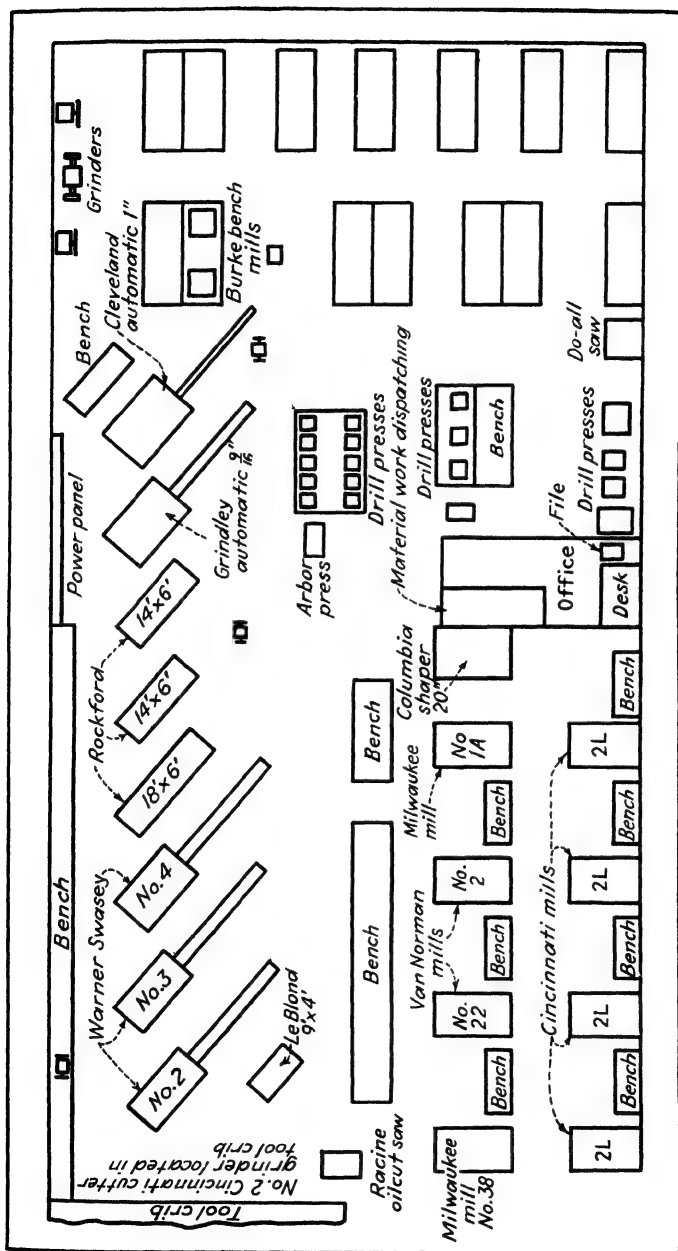 Tool crib
No.2 Cincinnati cutter
grinder located in
tool crib
Bench
Power panel
Grinders
Warner Swasey
No.2
No.3
No.4
Rockford
18'x6'
14'x6'
14'x6'
Bench
Cleveland
automatic 1"
Grindley
automatic 9/16"
Burke bench
mills
Le Blond
9'x4'
Racine
oilcut saw
Bench
Bench
Arbor
press
Drill presses
Material work dispatching
Milwaukee
mill
No.38
Van Norman
mills
Milwaukee
mill
Columbia
shaper
20"
Drill presses
Bench
No.
22
No.
2
No
1A
Bench
Bench
Bench
Office
File
Drill presses
Do-all
saw
Cincinnati mills
2L
2L
2L
2L
Bench
Bench
Bench
Bench
Desk